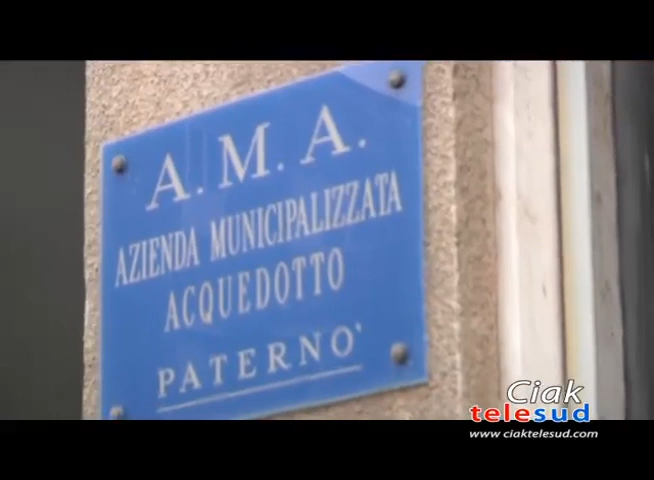 A.M.A.
AZIENDA MUNICIPALIZZATA
ACQUEDOTTO
PATERNO'
Ciak
telesud
www.ciaktelesud.com